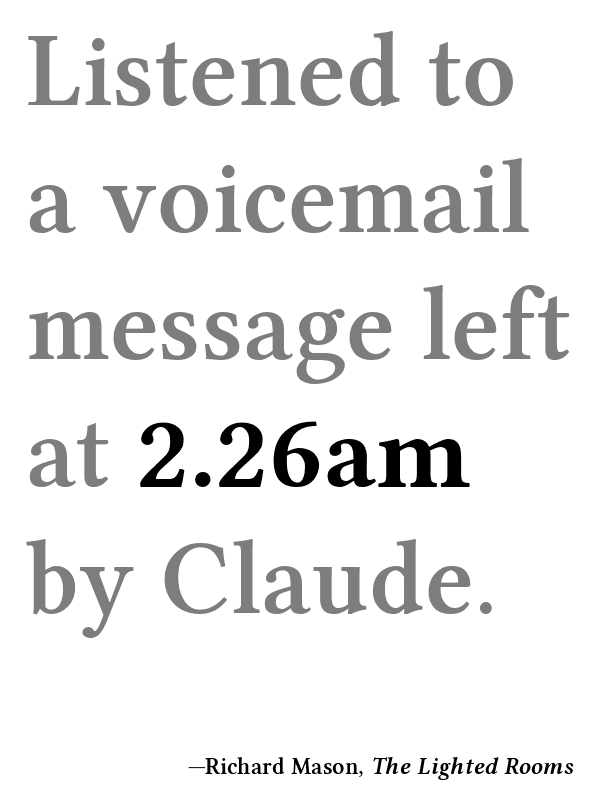 Listened to
a voicemail
message left
at 2.26am
by Claude.
—Richard Mason, The Lighted Rooms